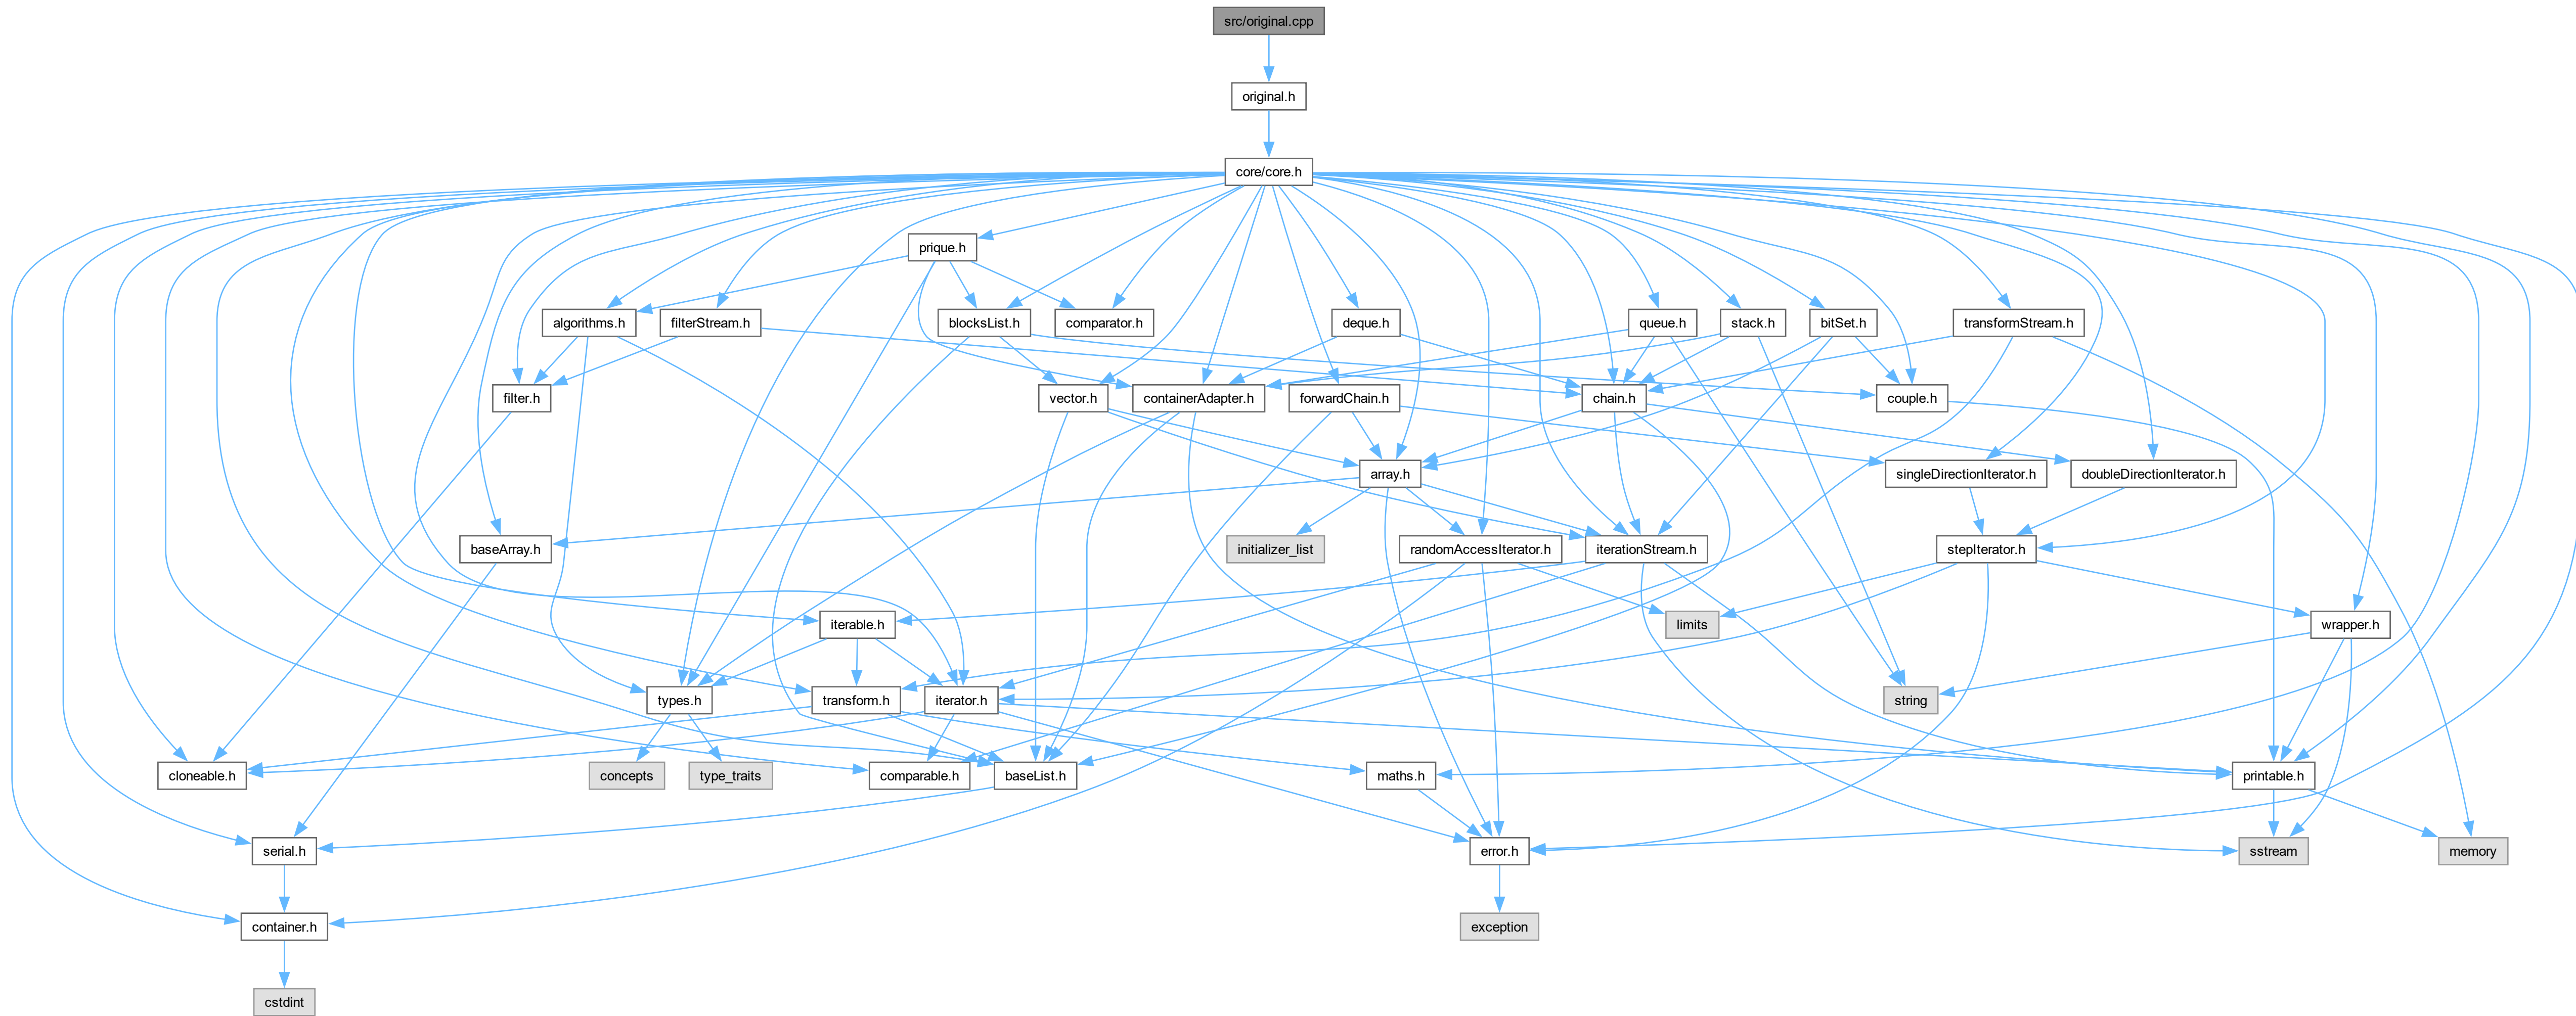 src/original.cpp
original.h
core/core.h
prique.h
algorithms.h
filterStream.h
blocksList.h
comparator.h
deque.h
queue.h
stack.h
bitSet.h
transformStream.h
filter.h
vector.h
containerAdapter.h
forwardChain.h
chain.h
couple.h
array.h
singleDirectionIterator.h
doubleDirectionIterator.h
baseArray.h
initializer_list
randomAccessIterator.h
iterationStream.h
stepIterator.h
iterable.h
limits
wrapper.h
types.h
transform.h
iterator.h
string
cloneable.h
concepts
type_traits
comparable.h
baseList.h
maths.h
printable.h
serial.h
error.h
sstream
memory
container.h
exception
cstdint